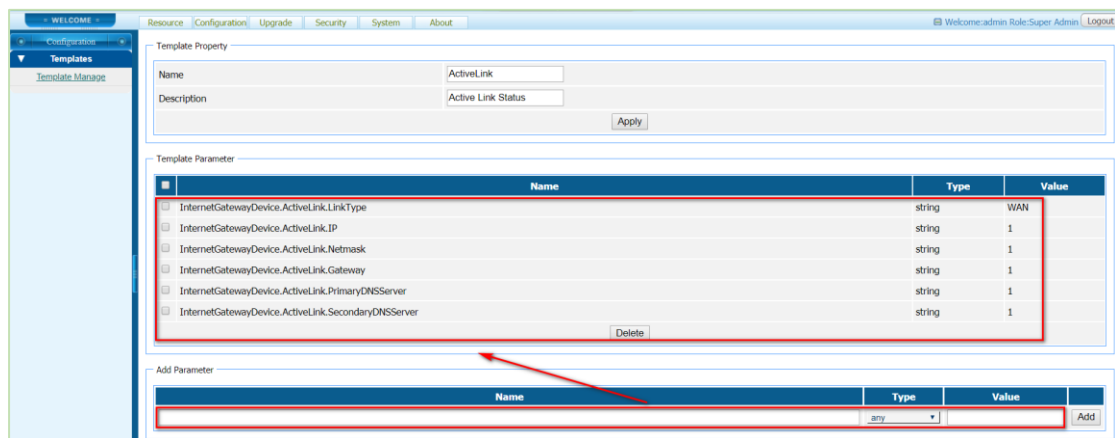 WELCOME
Resource Configuration Upgrade Security System About
Welcome:admin Role:Super Admin Logout
Configuration
Templates
Template Manage
Template Property
Name ActiveLink
Description Active Link Status
Apply
Template Parameter
Name Type Value
InternetGatewayDevice.ActiveLink.LinkType string WAN
InternetGatewayDevice.ActiveLink.IP string 1
InternetGatewayDevice.ActiveLink.Netmask string 1
InternetGatewayDevice.ActiveLink.Gateway string 1
InternetGatewayDevice.ActiveLink.PrimaryDNSServer string 1
InternetGatewayDevice.ActiveLink.SecondaryDNSServer string 1
Delete
Add Parameter
Name Type Value
any Add